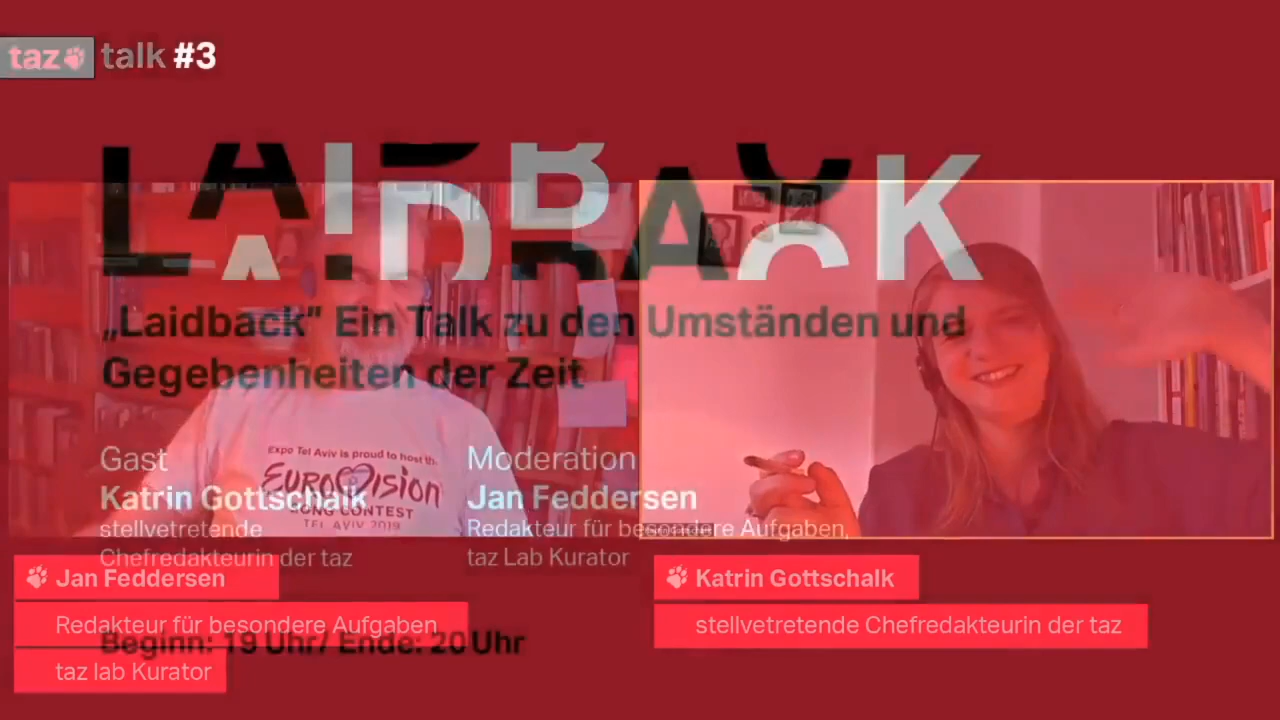 taz talk #3
LAIDBACK
„Laidback" Ein Talk zu den Umständen und
Gegebenheiten der Zeit
Gast
Katrin Gottschalk
stellvetretende
Chefredakteurin der taz
Moderation
Jan Feddersen
Redakteur für besondere Aufgaben,
taz Lab Kurator
Expo Tel Aviv is proud to host the
EUROVISION
SONG CONTEST
TEL AVIV 2019
Jan Feddersen
Redakteur für besondere Aufgaben
taz lab Kurator
Katrin Gottschalk
stellvetretende Chefredakteurin der taz
Beginn: 19 Uhr/ Ende: 20 Uhr